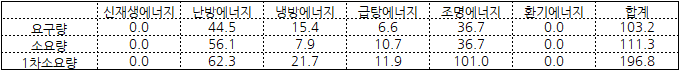 신재생에너지 난방에너지 냉방에너지 급탕에너지 조명에너지 환기에너지 합계
요구량 0.0 44.5 15.4 6.6 36.7 0.0 103.2
소요량 0.0 56.1 7.9 10.7 36.7 0.0 111.3
1차소요량 0.0 62.3 21.7 11.9 101.0 0.0 196.8